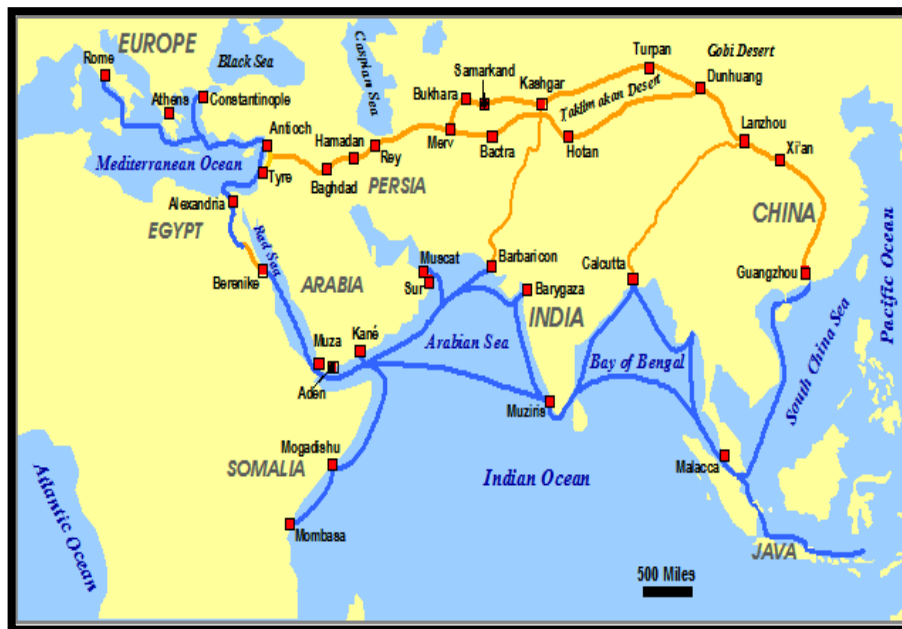 EUROPE
Rome
Black Sea
Caspian Sea
Turpan
Gobi Desert
Samarkand
Kashgar
Dunhuang
Bukhara
Taklimakan Desert
Athens
Constantinople
Antioch
Hamadan
Rey
Merv
Bactra
Hotan
Lanzhou
Xi'an
Mediterranean Ocean
Tyre
Baghdad
PERSIA
Alexandria
EGYPT
CHINA
Red Sea
Muscat
Barbaricon
Calcutta
Guangzhou
Pacific Ocean
Berenike
ARABIA
Sur
Barygaza
INDIA
Muza
Kané
Arabian Sea
Bay of Bengal
South China Sea
Aden
Muziris
Mogadishu
SOMALIA
Malacca
Indian Ocean
Atlantic Ocean
Mombasa
JAVA
500 Miles